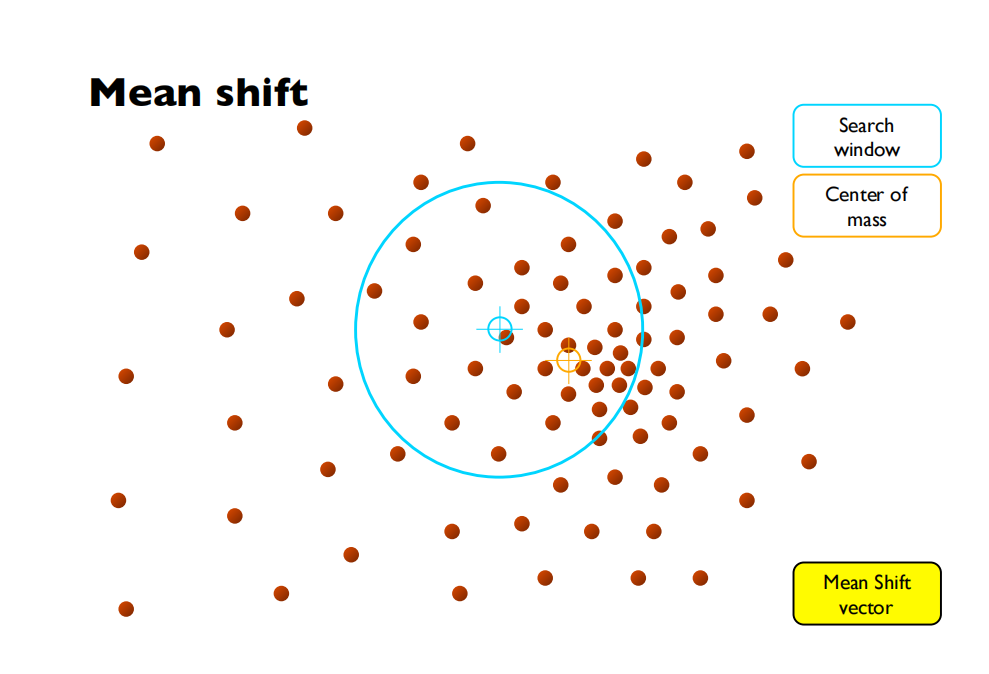 Mean shift
Search
window
Center of
mass
Mean Shift
vector